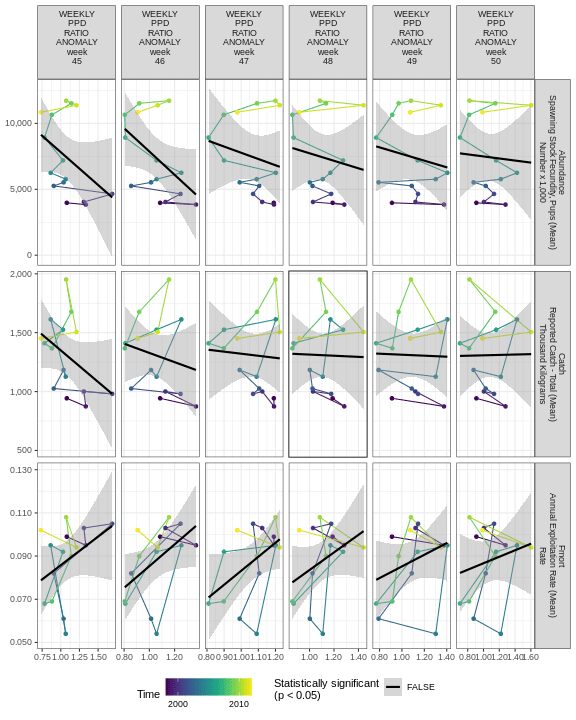 WEEKLY
PPD
RATIO
ANOMALY
week
45
WEEKLY
PPD
RATIO
ANOMALY
week
46
WEEKLY
PPD
RATIO
ANOMALY
week
47
WEEKLY
PPD
RATIO
ANOMALY
week
48
WEEKLY
PPD
RATIO
ANOMALY
week
49
WEEKLY
PPD
RATIO
ANOMALY
week
50
10,000
5,000
0
Abundance
Spawning Stock Fecundity, Pups (Mean)
Number x 1,000
2,000
1,500
1,000
500
Catch
Reported Catch - Total (Mean)
Thousand Kilograms
0.130
0.110
0.090
0.070
0.050
Fmort
Annual Exploitation Rate (Mean)
Rate
0.75 1.00 1.25 1.50
0.80 1.00 1.20
0.80 0.90 1.00 1.10 1.20
1.00 1.20 1.40
0.80 1.00 1.20 1.40
0.80 1.00 1.20 1.40 1.60
Time
2000 2010
Statistically significant
(p < 0.05)
FALSE